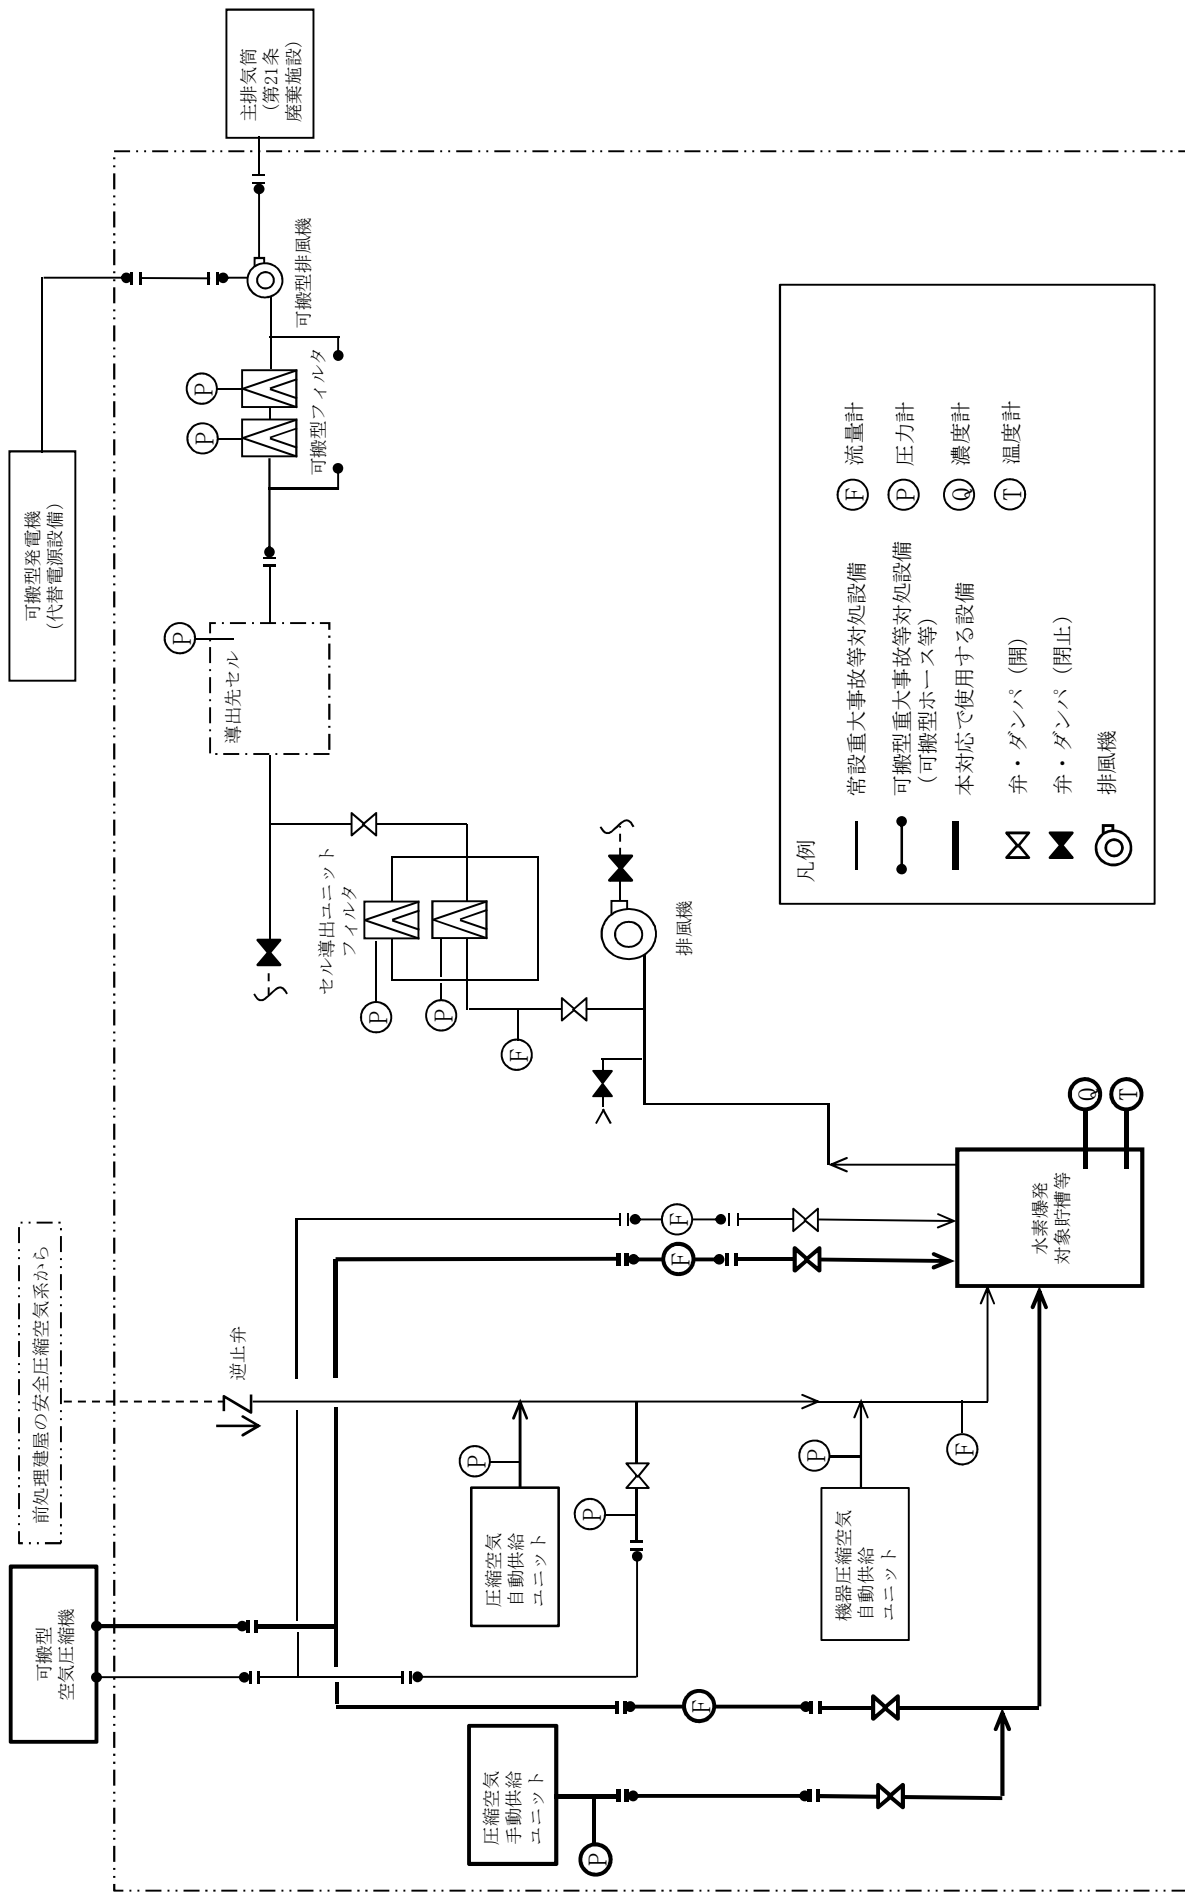 主排気筒
(第21条
廃棄施設)
可搬型排風機
P
P
可搬型フィルタ
可搬型発電機
(代替電源設備)
P
導出先セル
セル導出ユニット
フィルタ
P
P
F
排風機
凡例
常設重大事故等対処設備
可搬型重大事故等対処設備
(可搬型ホース等)
本対応で使用する設備
弁・ダンパ (開)
弁・ダンパ (閉止)
排風機
F 流量計
P 圧力計
Q 濃度計
T 温度計
Q
T
水素爆発
対象貯槽等
F
F
前処理建屋の安全圧縮空気系から
逆止弁
P
圧縮空気
自動供給
ユニット
P
P
機器圧縮空気
自動供給
ユニット
F
可搬型
空気圧縮機
F
圧縮空気
手動供給
ユニット
P